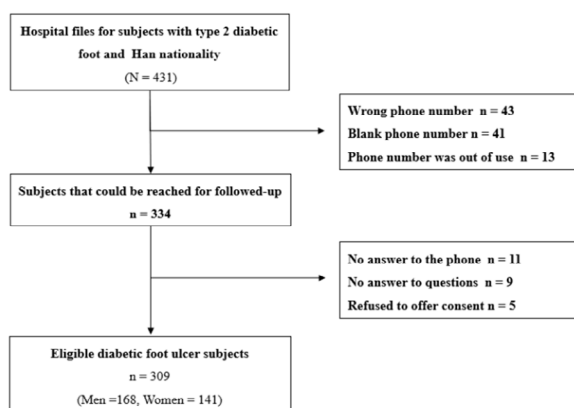 Hospital files for subjects with type 2 diabetic
foot and Han nationality
(N = 431)
Wrong phone number n = 43
Blank phone number n = 41
Phone number was out of use n = 13
Subjects that could be reached for followed-up
n = 334
No answer to the phone n = 11
No answer to questions n = 9
Refused to offer consent n = 5
Eligible diabetic foot ulcer subjects
n = 309
(Men =168, Women = 141)